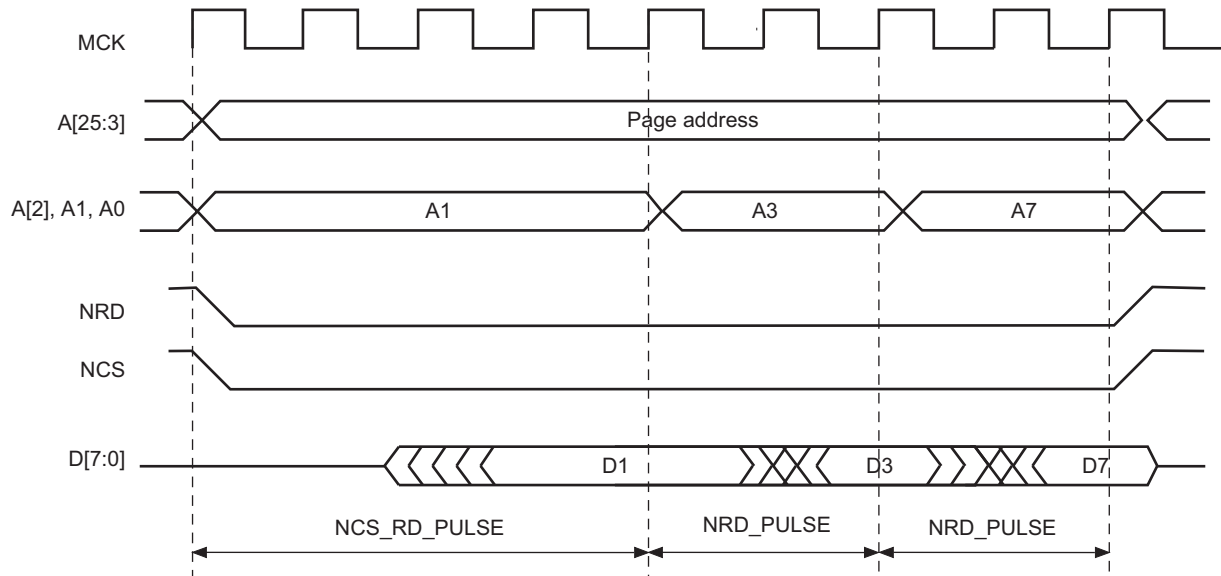 MCK
A[25:3]
Page address
A[2], A1, A0
A1
A3
A7
NRD
NCS
D[7:0]
D1
D3
D7
NCS_RD_PULSE
NRD_PULSE
NRD_PULSE